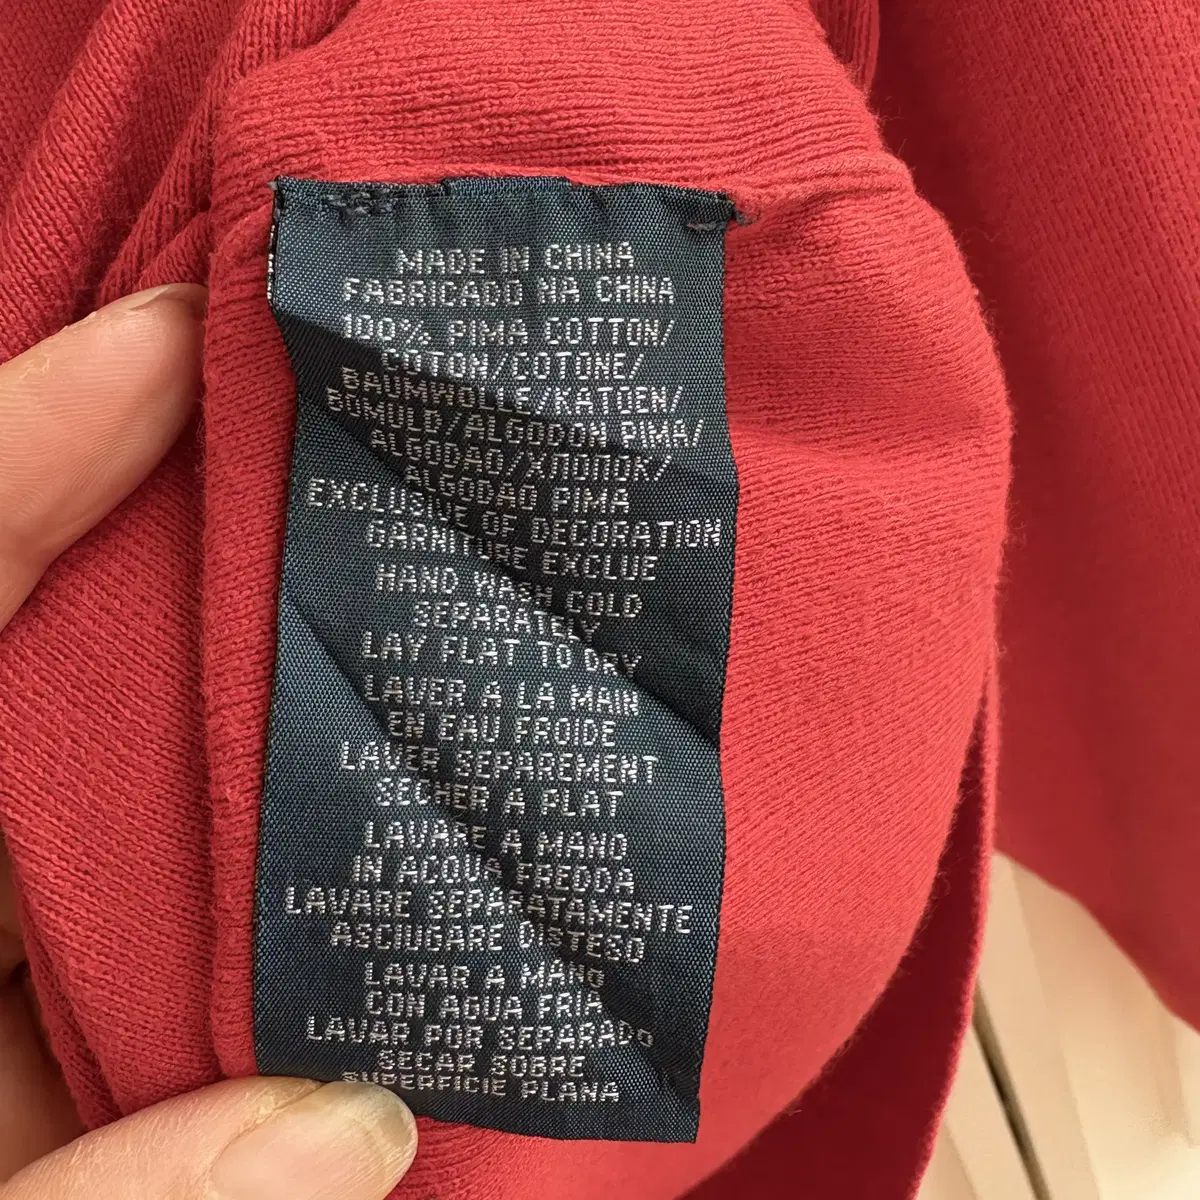 MADE IN CHINA
FABRICADO NA CHINA
100% PIMA COTTON/
COTON/COTONE/
BAUMWOLLE/KATOEN/
BOMULD/ALGODON PIMA/
ALGODAO/ХЛОПОК/
ALGODAO PIMA
EXCLUSIVE OF DECORATION
GARNITURE EXCLUE
HAND WASH COLD
SEPARATELY
LAY FLAT TO DRY
LAVER A LA MAIN
EN EAU FROIDE
LAVER SEPAREMENT
SECHER A PLAT
LAVARE A MANO
IN ACQUA FREDDA
LAVARE SEPARATAMENTE
ASCIUGARE DISTESO
LAVAR A MANO
CON AGUA FRIA
LAVAR POR SEPARADO
SECAR SOBRE
SUPERFICIE PLANA